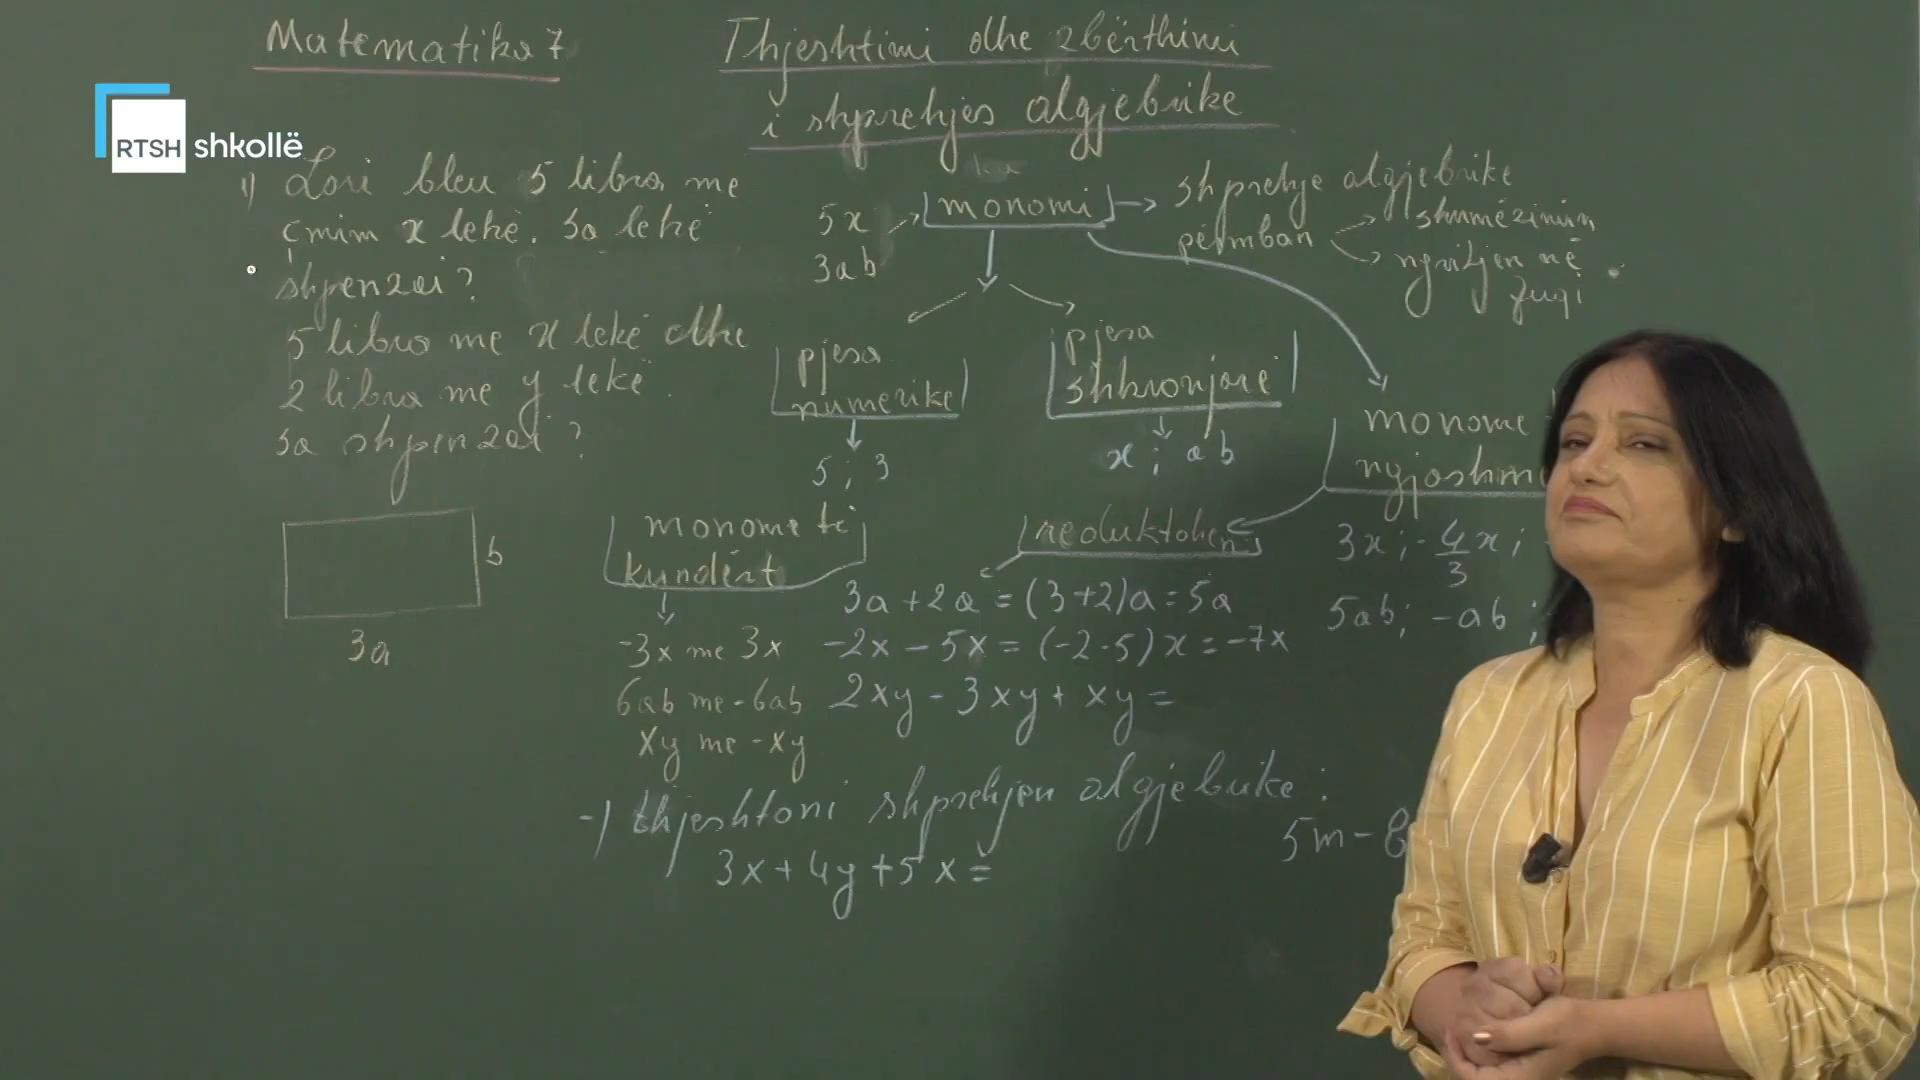 Matematika 7
Thjeshtimi dhe zbërthimi
i shprehjes algjebrike
RTSH shkollë
1) Lori bleu 5 libra me
çmim x lekë. Sa lekë
shpenzoi?
5 libra me x lekë dhe
2 libra me y lekë.
Sa shpenzoi?
b
3a
5x
3ab
monomi
shprehje algjebrike
përmban
shumëzimin
ngritjen në
fuqi
pjesa
numerike
5 ; 3
pjesa
shkronjore
x ; ab
monome
ngjashme
3x ; -4/3 x ;
5ab ; -ab ;
monome të
kundërt
-3x me 3x
6ab me -6ab
xy me -xy
reduktohen
3a + 2a = (3+2)a = 5a
-2x - 5x = (-2-5)x = -7x
2xy - 3xy + xy =
-) thjeshtoni shprehjen algjebrike :
3x + 4y + 5x =
5m -